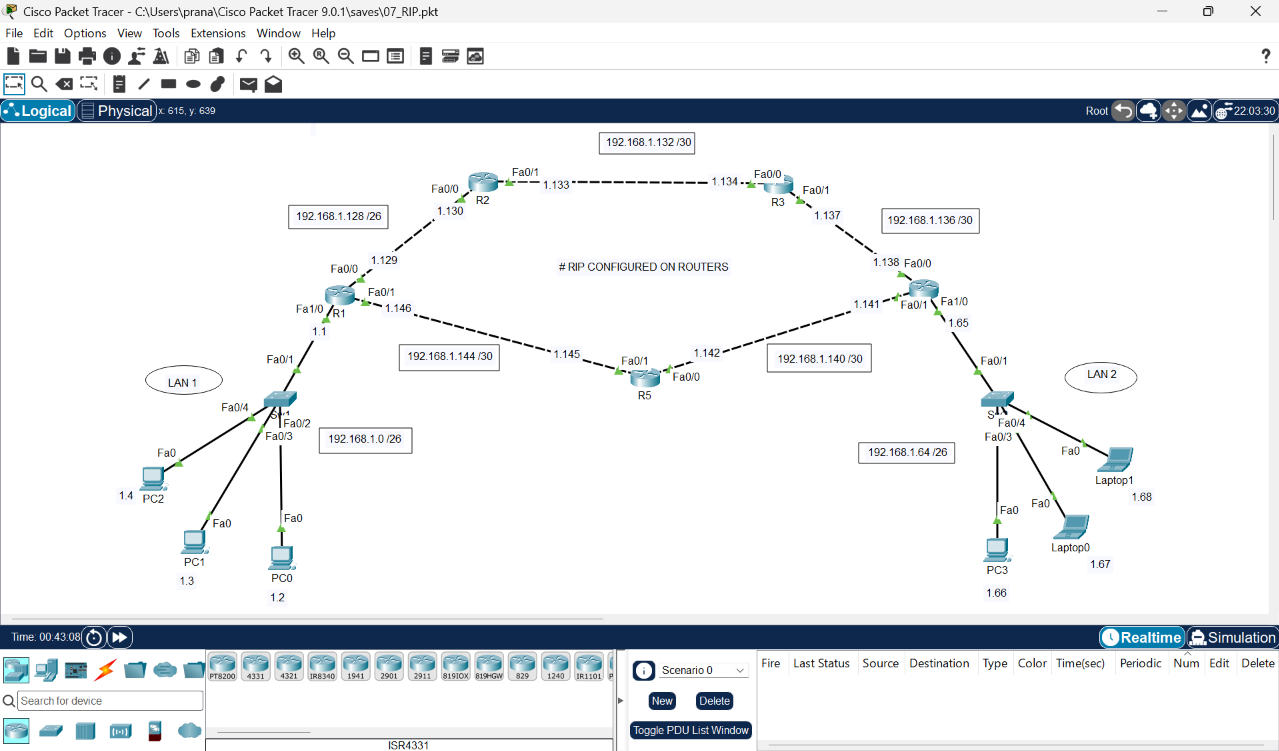 Cisco Packet Tracer - C:\Users\prana\Cisco Packet Tracer 9.0.1\saves\07_RIP.pkt
File Edit Options View Tools Extensions Window Help
Logical Physical x: 615, y: 639 Root 22:03:30
192.168.1.132 /30
Fa0/1 Fa0/0
1.133 1.134
Fa0/0 Fa0/1
R2 R3
1.130 1.137
192.168.1.128 /26 192.168.1.136 /30
1.129 1.138 Fa0/0
Fa0/0 # RIP CONFIGURED ON ROUTERS
Fa0/1 Fa0/1 Fa1/0
Fa1/0 R1 1.146 1.141
1.1 1.65
192.168.1.144 /30 1.145 1.142 192.168.1.140 /30
Fa0/1 Fa0/1 Fa0/1
Fa0/0
R5
LAN 1 LAN 2
Fa0/4 Fa0/2 Fa0/4
Fa0/3 192.168.1.0 /26 Fa0/3
Fa0 192.168.1.64 /26 Fa0
Laptop1
1.4 PC2 1.68
Fa0 Fa0 Fa0 Fa0
Laptop0
PC1 1.67
PC0 PC3
1.3 1.2 1.66
Time: 00:43:08 Realtime Simulation
PT8200 4331 4321 IR8340 1941 2901 2911 819IOX 819HGW 829 1240 IR1101
Search for device
ISR4331
Scenario 0
New Delete
Toggle PDU List Window
Fire Last Status Source Destination Type Color Time(sec) Periodic Num Edit Delete